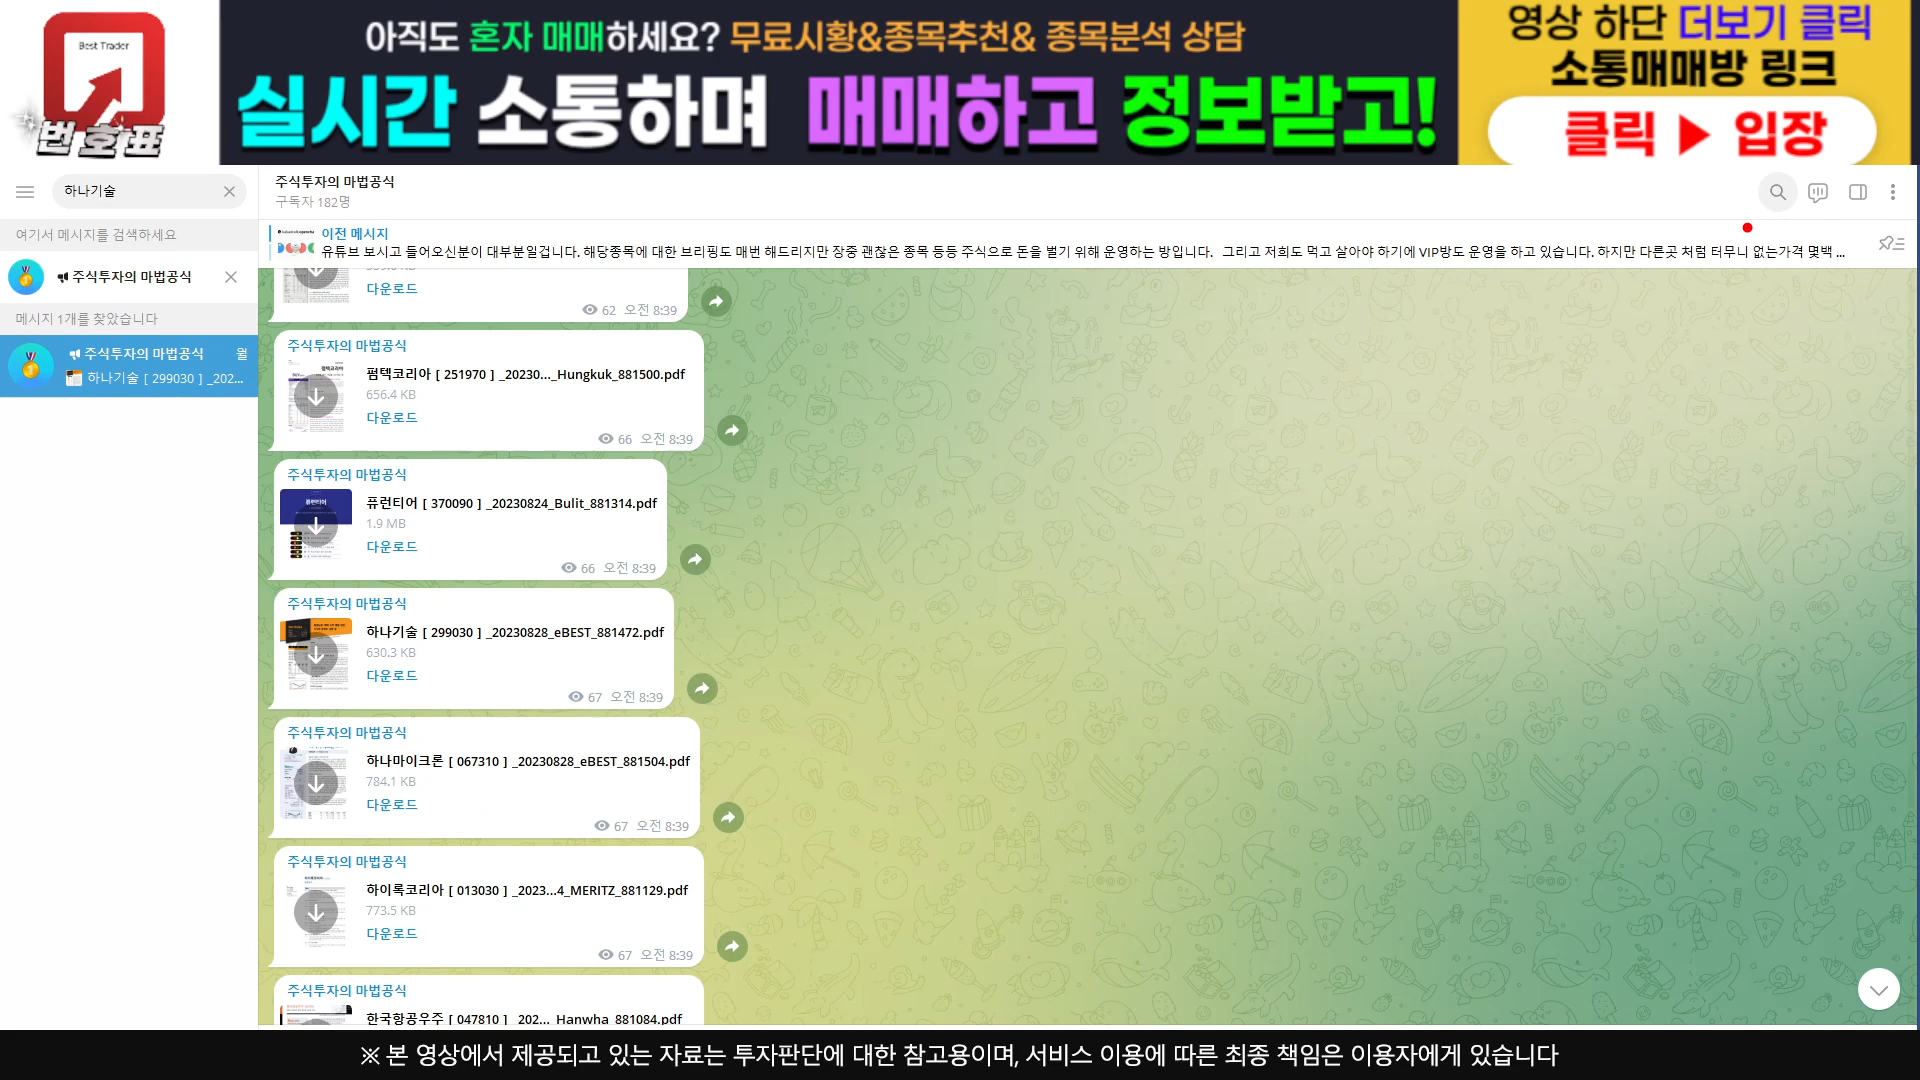 Best Trader
번호표
아직도 혼자 매매하세요? 무료시황&종목추천& 종목분석 상담
실시간 소통하며 매매하고 정보받고!
영상 하단 더보기 클릭
소통매매방 링크
클릭 ▶ 입장
하나기술
여기서 메시지를 검색하세요
주식투자의 마법공식
메시지 1개를 찾았습니다
주식투자의 마법공식 월
하나기술 [ 299030 ] _202...
주식투자의 마법공식
구독자 182명
이전 메시지
유튜브 보시고 들어오신분이 대부분일겁니다. 해당종목에 대한 브리핑도 매번 해드리지만 장중 괜찮은 종목 등등 주식으로 돈을 벌기 위해 운영하는 방입니다. 그리고 저희도 먹고 살아야 하기에 VIP방도 운영을 하고 있습니다. 하지만 다른곳 처럼 터무니 없는가격 몇백 ...
다운로드
62 오전 8:39
주식투자의 마법공식
펌텍코리아 [ 251970 ] _20230..._Hungkuk_881500.pdf
656.4 KB
다운로드
66 오전 8:39
주식투자의 마법공식
퓨런티어 [ 370090 ] _20230824_Bulit_881314.pdf
1.9 MB
다운로드
66 오전 8:39
주식투자의 마법공식
하나기술 [ 299030 ] _20230828_eBEST_881472.pdf
630.3 KB
다운로드
67 오전 8:39
주식투자의 마법공식
하나마이크론 [ 067310 ] _20230828_eBEST_881504.pdf
784.1 KB
다운로드
67 오전 8:39
주식투자의 마법공식
하이록코리아 [ 013030 ] _2023...4_MERITZ_881129.pdf
773.5 KB
다운로드
67 오전 8:39
주식투자의 마법공식
한국항공우주 [ 047810 ] _202..._Hanwha_881084.pdf
※ 본 영상에서 제공되고 있는 자료는 투자판단에 대한 참고용이며, 서비스 이용에 따른 최종 책임은 이용자에게 있습니다